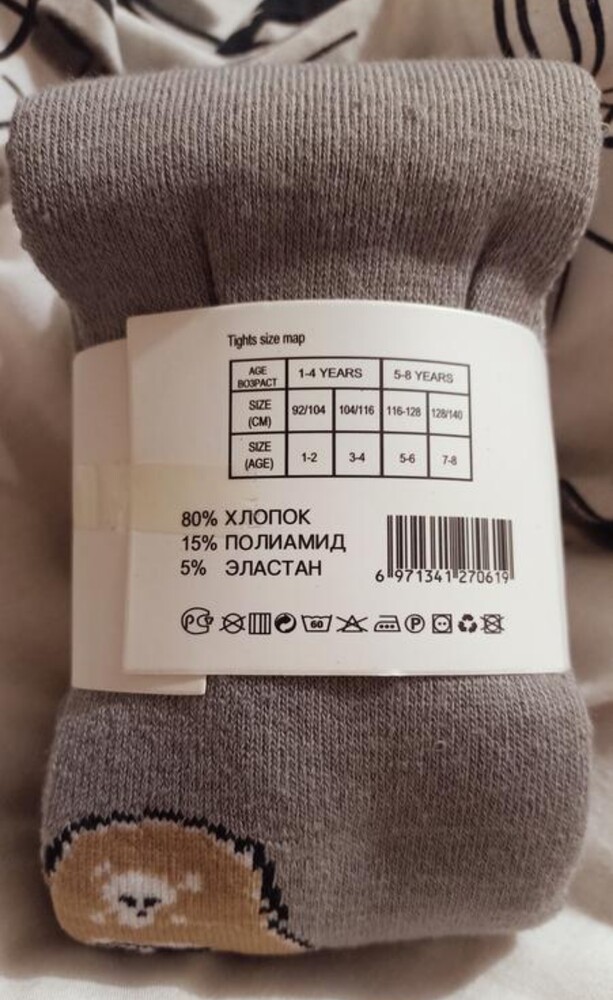 Tights size map
AGE ВОЗРАСТ 1-4 YEARS 5-8 YEARS
SIZE (CM) 92/104 104/116 116-128 128/140
SIZE (AGE) 1-2 3-4 5-6 7-8
80% ХЛОПОК
15% ПОЛИАМИД
5% ЭЛАСТАН
6 971341 270619
60 P